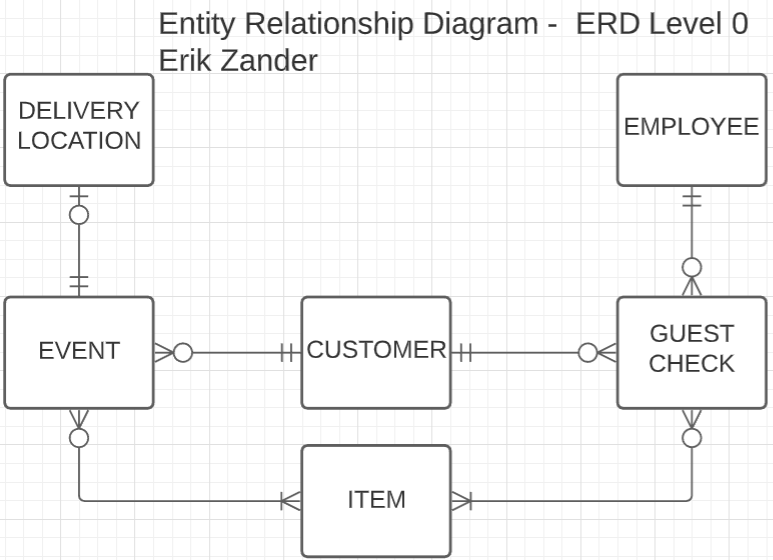 Entity Relationship Diagram -  ERD Level 0
Erik Zander
DELIVERY
LOCATION
EMPLOYEE
EVENT
CUSTOMER
GUEST
CHECK
ITEM